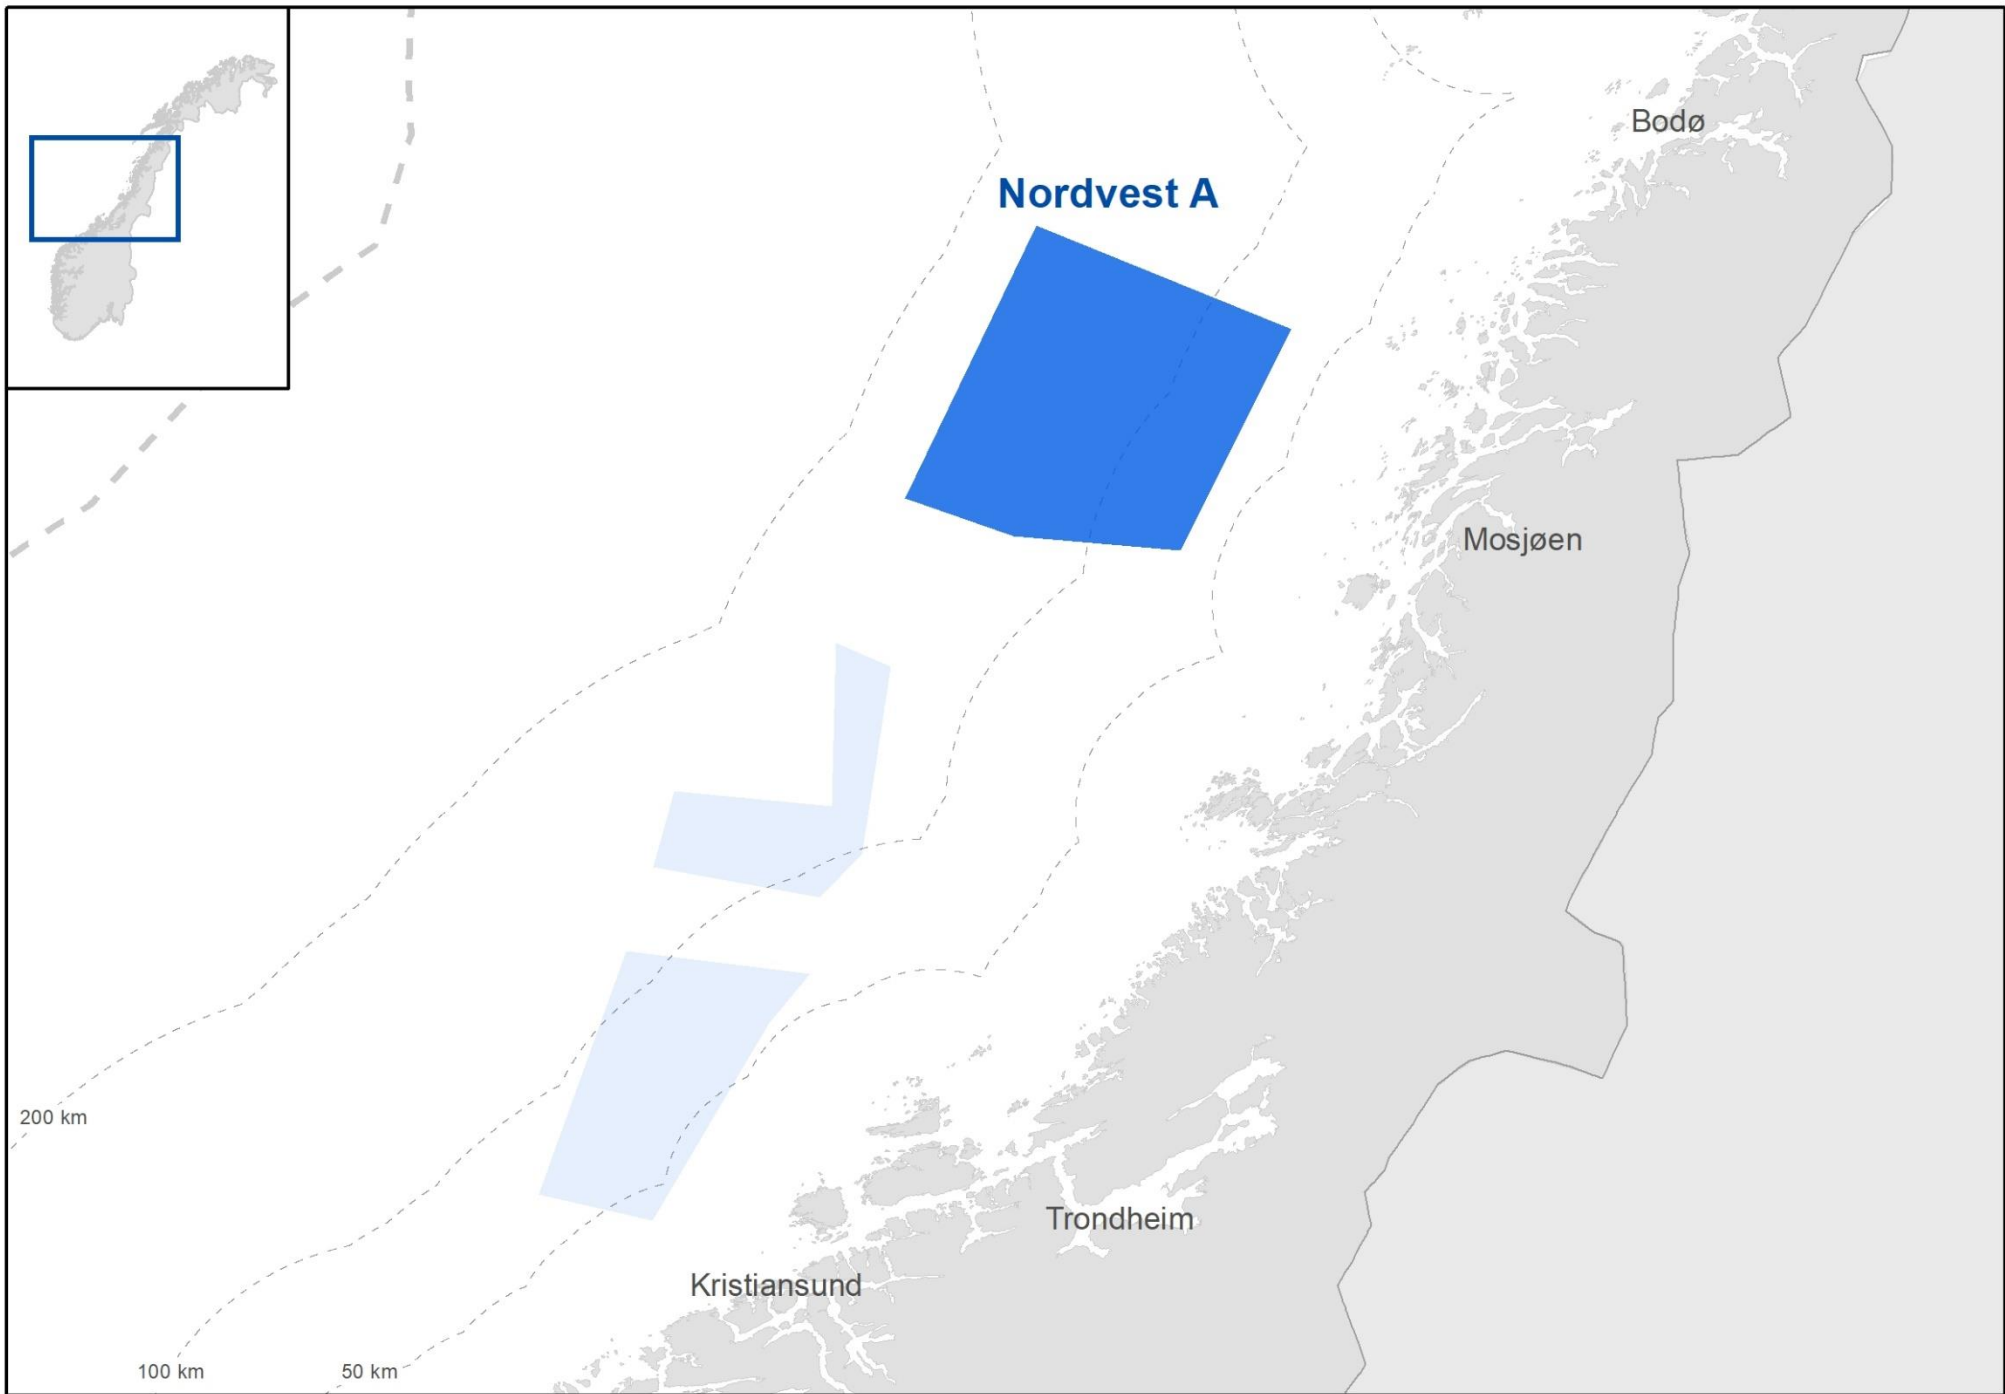 Bodø
Nordvest A
Mosjøen
200 km
Trondheim
Kristiansund
100 km
50 km